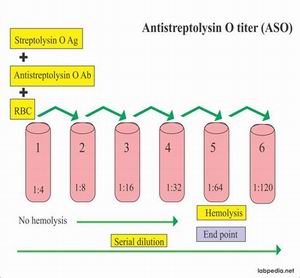 Antistreptolysin O titer (ASO)
Streptolysin O Ag
+
Antistreptolysin O Ab
+
RBC
1 2 3 4 5 6
1:4 1:8 1:16 1:32 1:64 1:120
No hemolysis
Hemolysis
End point
Serial dilution
labpedia.net